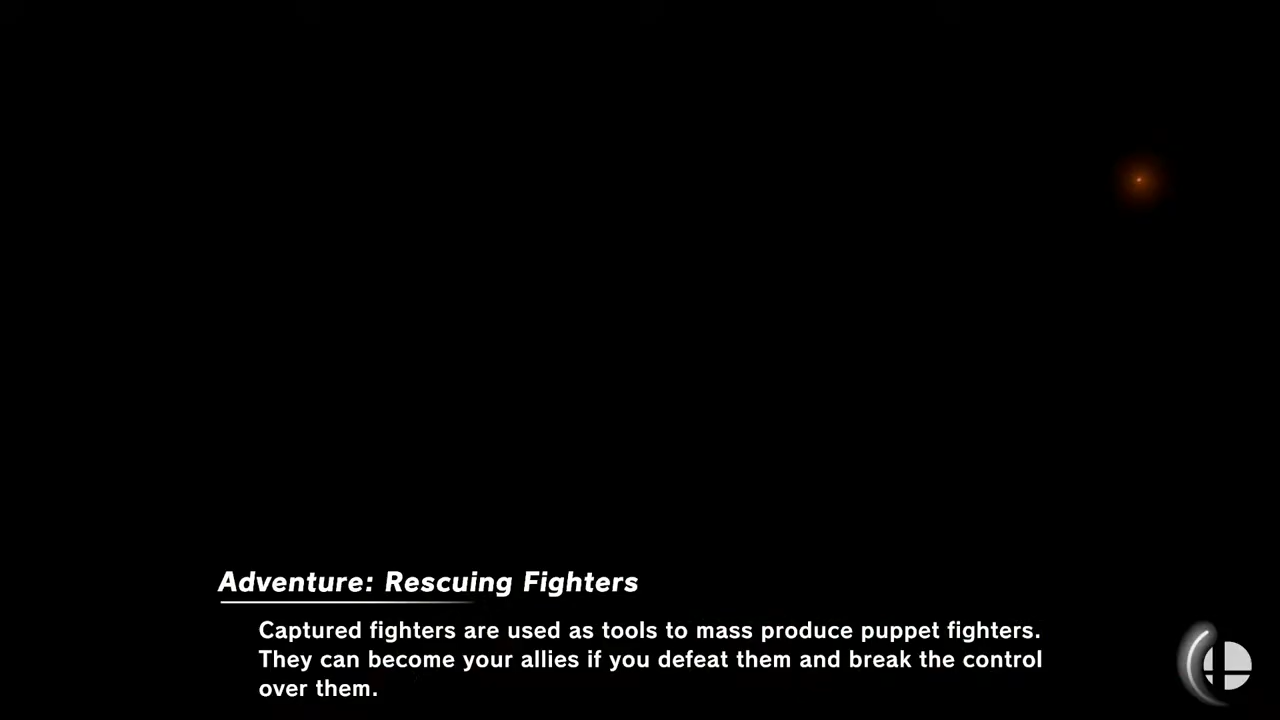 Adventure: Rescuing Fighters
Captured fighters are used as tools to mass produce puppet fighters.
They can become your allies if you defeat them and break the control
over them.